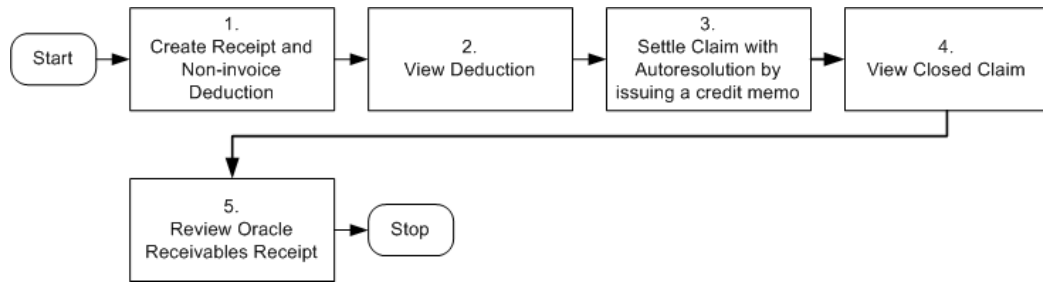 Start
1.
Create Receipt and
Non-invoice
Deduction
2.
View Deduction
3.
Settle Claim with
Autoresolution by
issuing a credit memo
4.
View Closed Claim
5.
Review Oracle
Receivables Receipt
Stop